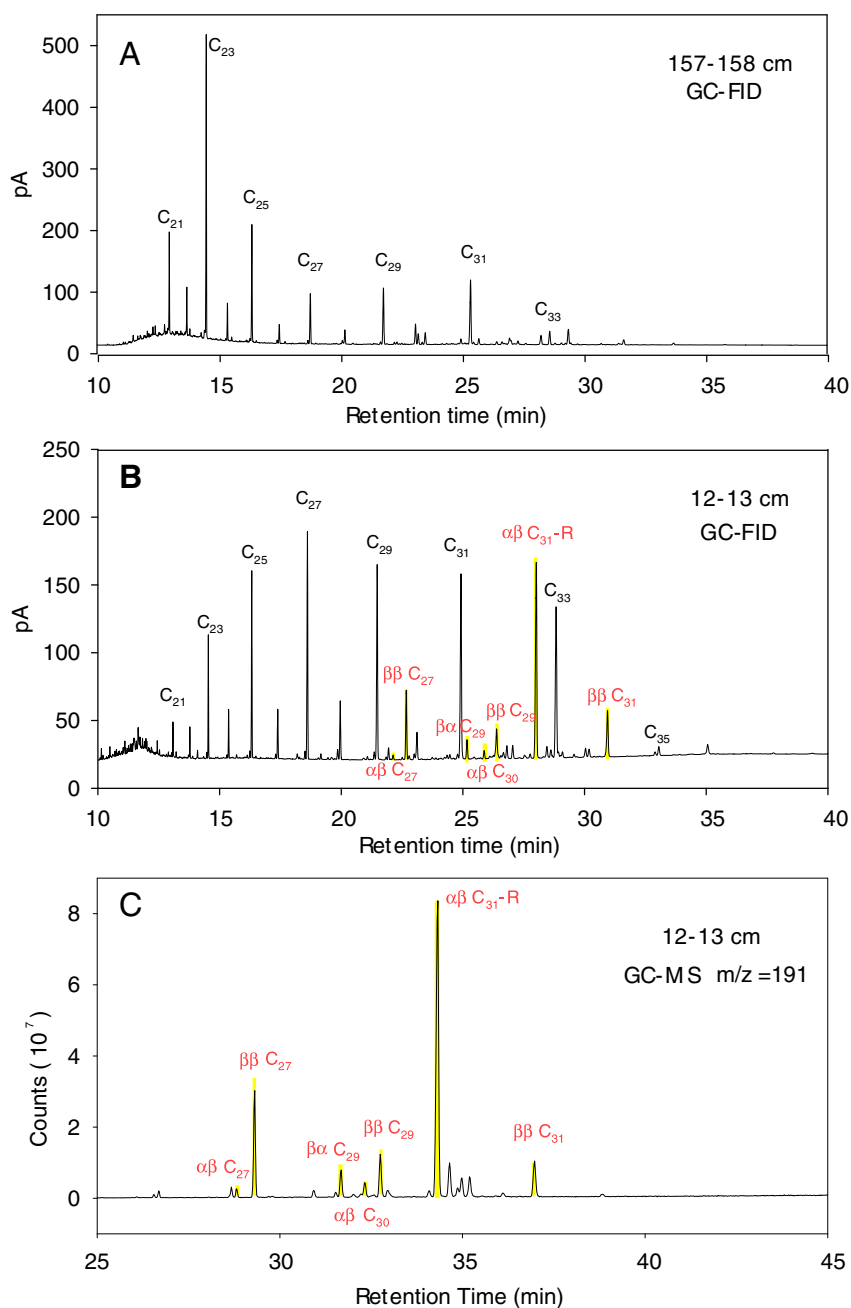 A
157-158 cm
GC-FID
C₂₃
C₂₁
C₂₅
C₂₇
C₂₉
C₃₁
C₃₃
500
400
300
200
100
0
pA
10 15 20 25 30 35 40
Retention time (min)
B
12-13 cm
GC-FID
C₂₁
C₂₃
C₂₅
C₂₇
C₂₉
C₃₁
αβ C₃₁-R
C₃₃
ββ C₂₇
βα C₂₉
ββ C₂₉
ββ C₃₁
αβ C₂₇
αβ C₃₀
C₃₅
250
200
150
100
50
0
pA
10 15 20 25 30 35 40
Retention time (min)
C
αβ C₃₁-R
12-13 cm
GC-MS m/z =191
ββ C₂₇
αβ C₂₇
βα C₂₉
ββ C₂₉
ββ C₃₁
αβ C₃₀
8
6
4
2
0
Counts ( 10⁷ )
25 30 35 40 45
Retention Time (min)